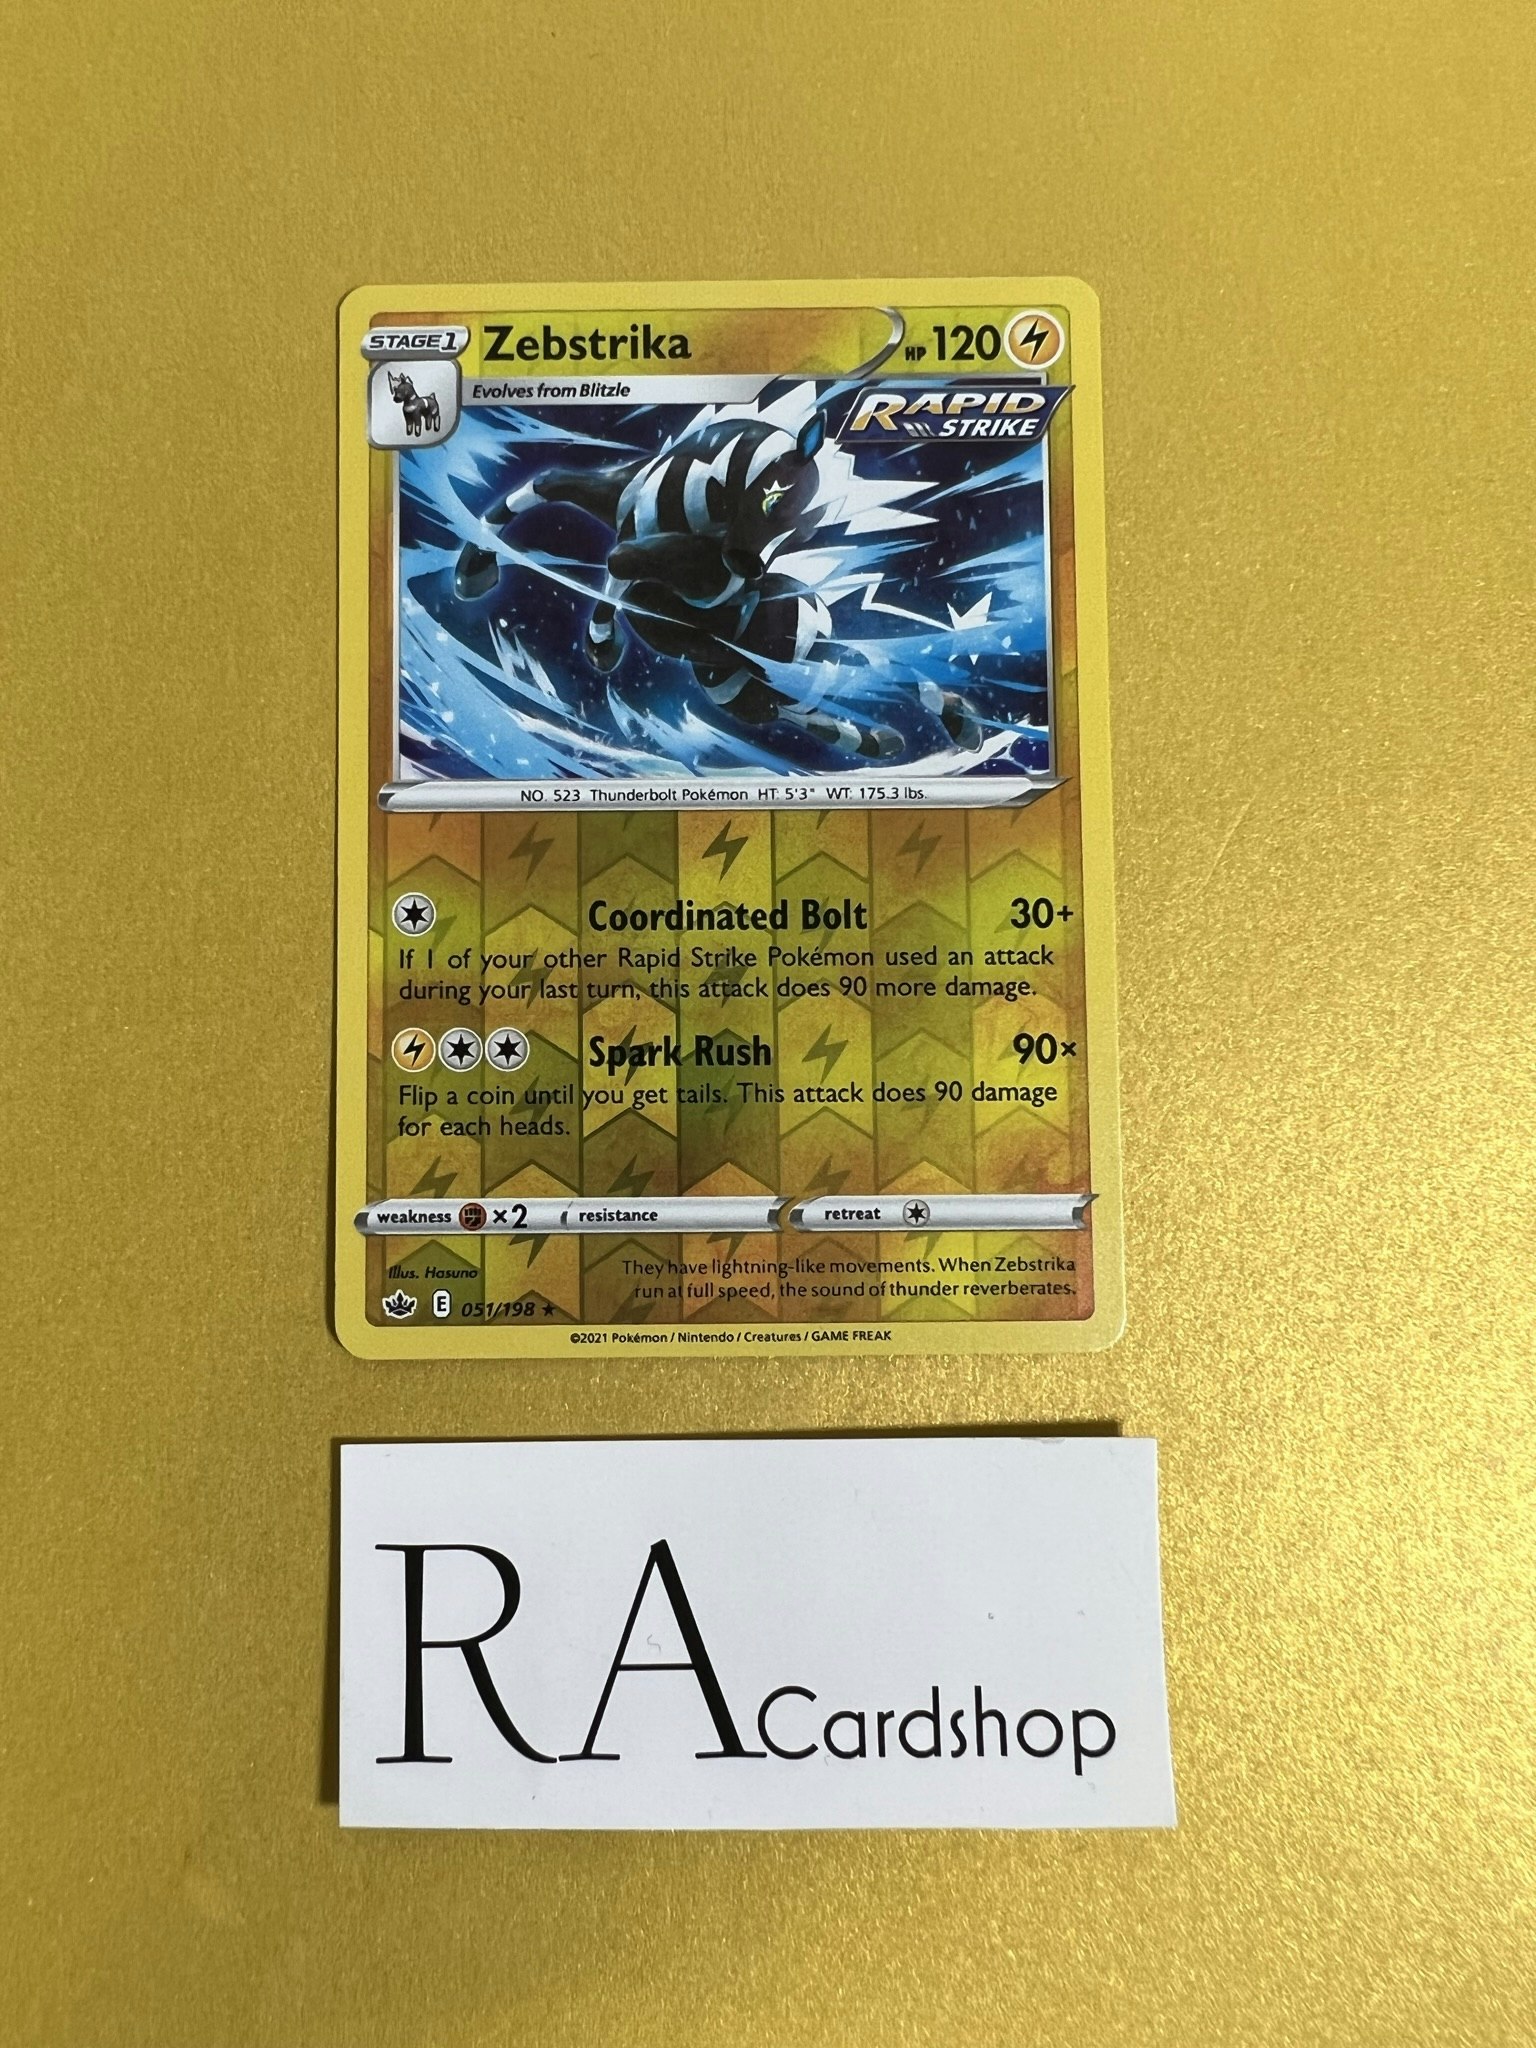 STAGE 1 Zebstrika HP 120
Evolves from Blitzle
RAPID
STRIKE
NO. 523 Thunderbolt Pokémon HT: 5'3" WT: 175.3 lbs.
Coordinated Bolt 30+
If 1 of your other Rapid Strike Pokémon used an attack
during your last turn, this attack does 90 more damage.
Spark Rush 90×
Flip a coin until you get tails. This attack does 90 damage
for each heads.
weakness ×2 resistance retreat
Illus. Hasuno
They have lightning-like movements. When Zebstrika
run at full speed, the sound of thunder reverberates.
E 051/198 ★
©2021 Pokémon / Nintendo / Creatures / GAME FREAK
RA Cardshop